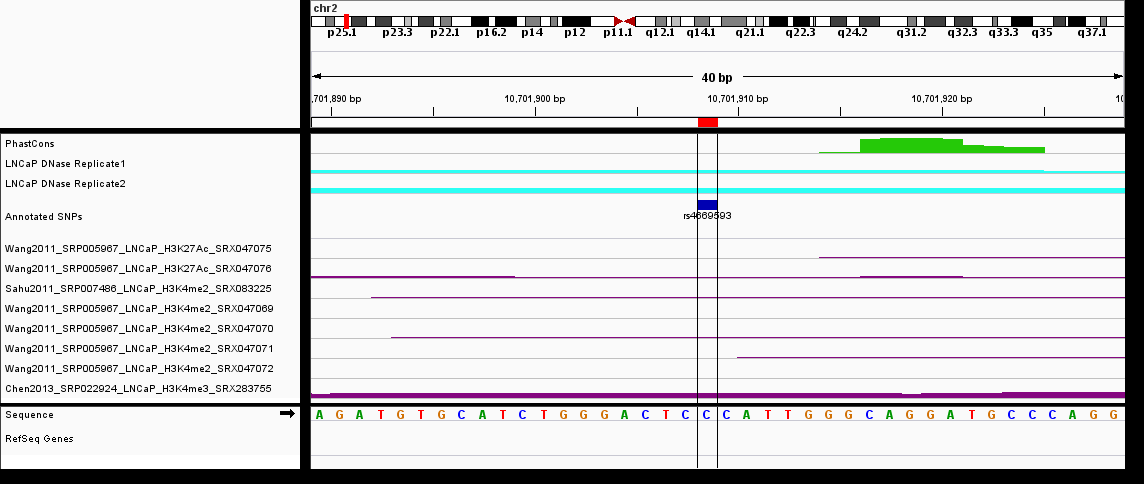 chr2
p25.1 p23.3 p22.1 p16.2 p14 p12 p11.1 q12.1 q14.1 q21.1 q22.3 q24.2 q31.2 q32.3 q33.3 q35 q37.1
40 bp
,701,890 bp 10,701,900 bp 10,701,910 bp 10,701,920 bp 10
PhastCons
LNCaP DNase Replicate1
LNCaP DNase Replicate2
Annotated SNPs
rs4669593
Wang2011_SRP005967_LNCaP_H3K27Ac_SRX047075
Wang2011_SRP005967_LNCaP_H3K27Ac_SRX047076
Sahu2011_SRP007486_LNCaP_H3K4me2_SRX083225
Wang2011_SRP005967_LNCaP_H3K4me2_SRX047069
Wang2011_SRP005967_LNCaP_H3K4me2_SRX047070
Wang2011_SRP005967_LNCaP_H3K4me2_SRX047071
Wang2011_SRP005967_LNCaP_H3K4me2_SRX047072
Chen2013_SRP022924_LNCaP_H3K4me3_SRX283755
Sequence A G A T G T G C A T C T G G G A C T C C C A T T G G G C A G G A T G C C C A G G
RefSeq Genes